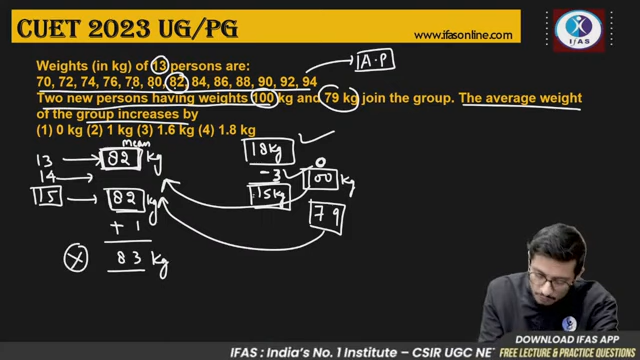 CUET 2023 UG/PG
www.ifasonline.com
iFAS
Weights (in kg) of 13 persons are:
A.P
70, 72, 74, 76, 78, 80, 82, 84, 86, 88, 90, 92, 94
Two new persons having weights 100 kg and 79 kg join the group. The average weight
of the group increases by
(1) 0 kg (2) 1 kg (3) 1.6 kg (4) 1.8 kg
mean
13 → 82 kg
18kg
14 →
- 3
100 kg
15 → 82 kg
15kg
79
+ 1
83 kg
DOWNLOAD IFAS APP
IFAS : India's No. 1 Institute – CSIR UGC NE
FREE LECTURE & PRACTICE QUESTIONS